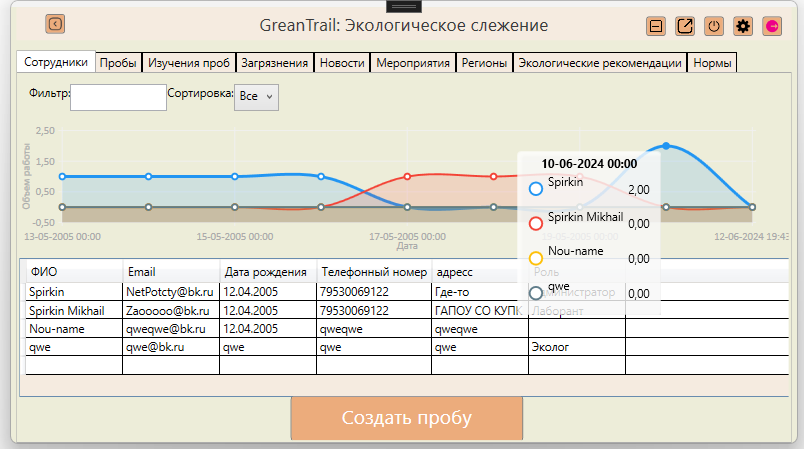 GreanTrail: Экологическое слежение
Сотрудники Пробы Изучения проб Загрязнения Новости Мероприятия Регионы Экологические рекомендации Нормы
Фильтр: Сортировка: Все
2,50
1,50
0,50
-0,50
Объем работы
13-05-2005 00:00 15-05-2005 00:00 17-05-2005 00:00 12-06-2024 19:43
Дата
10-06-2024 00:00
Spirkin 2,00
Spirkin Mikhail 0,00
Nou-name 0,00
qwe 0,00
ФИО Email Дата рождения Телефонный номер адресс Роль
Spirkin NetPotcty@bk.ru 12.04.2005 79530069122 Где-то Администратор
Spirkin Mikhail Zaooooo@bk.ru 12.04.2005 79530069122 ГАПОУ СО КУПК Лаборант
Nou-name qweqwe@bk.ru 12.04.2005 qweqwe qweqwe
qwe qwe@bk.ru qwe qwe qwe Эколог
Создать пробу